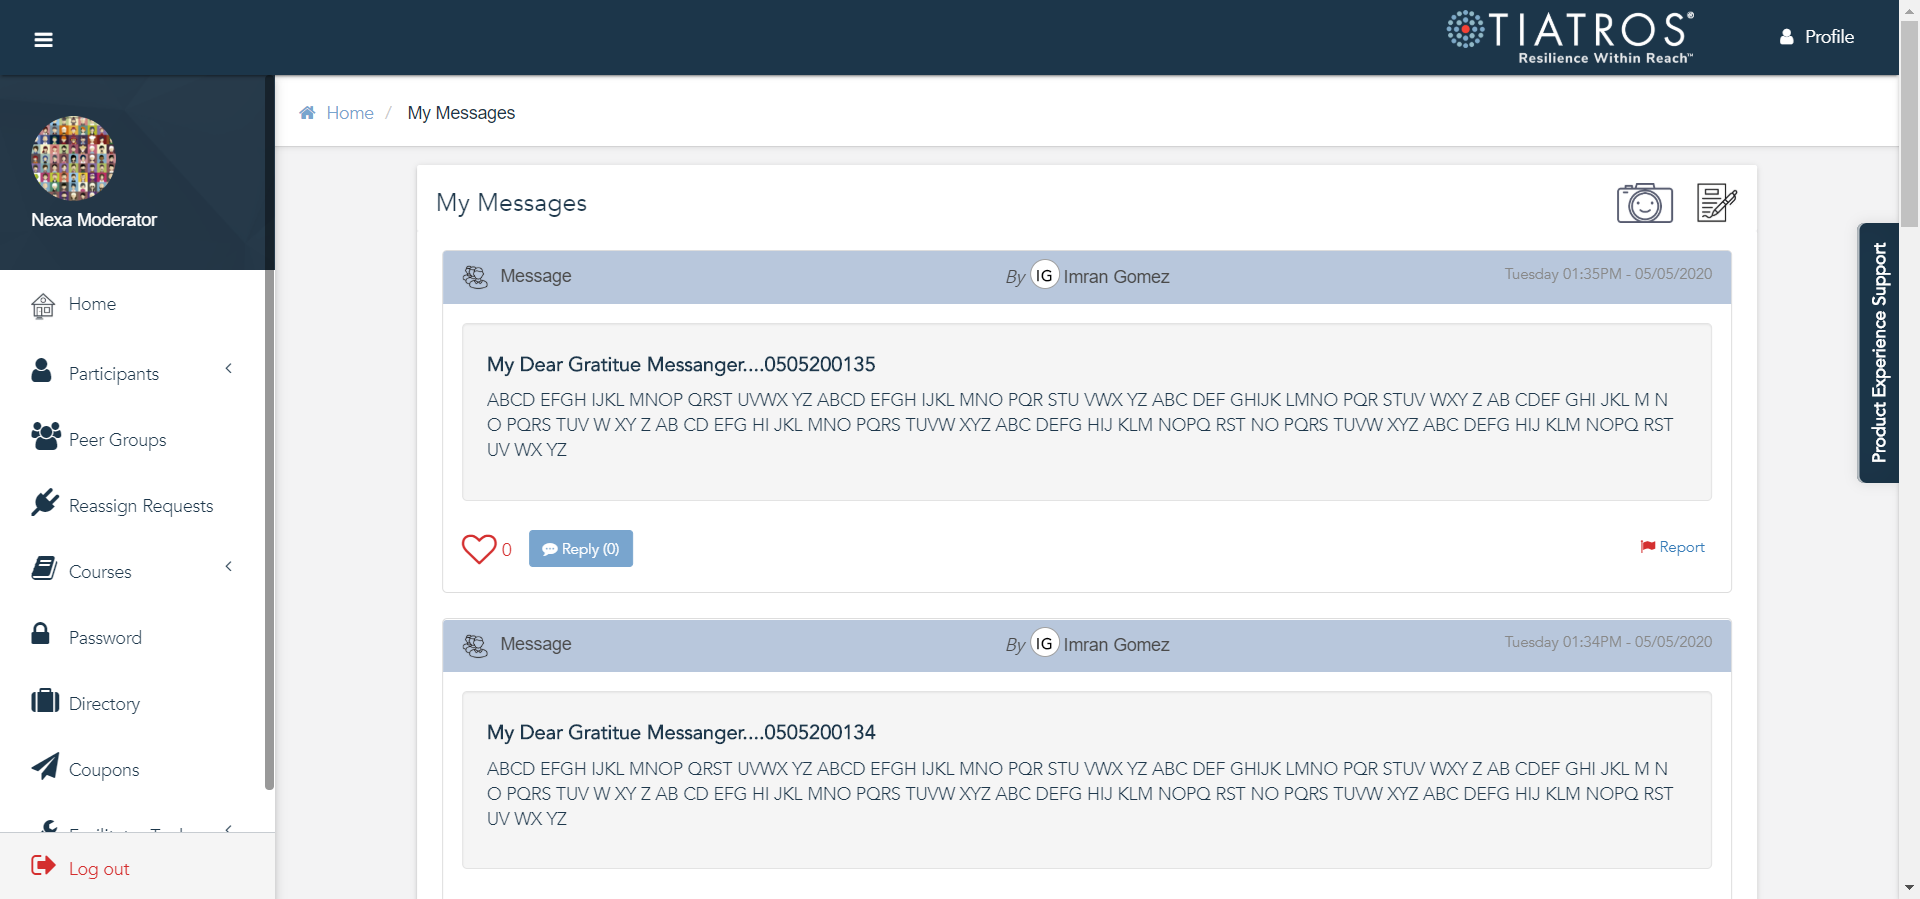 TIATROS®
Resilience Within Reach™
Profile
Nexa Moderator
Home
Participants
Peer Groups
Reassign Requests
Courses
Password
Directory
Coupons
Log out
Home / My Messages
My Messages
Message
By IG Imran Gomez
Tuesday 01:35PM - 05/05/2020
My Dear Gratitue Messanger....0505200135
ABCD EFGH IJKL MNOP QRST UVWX YZ ABCD EFGH IJKL MNO PQR STU VWX YZ ABC DEF GHIJK LMNO PQR STUV WXY Z AB CDEF GHI JKL M N
O PQRS TUV W XY Z AB CD EFG HI JKL MNO PQRS TUVW XYZ ABC DEFG HIJ KLM NOPQ RST NO PQRS TUVW XYZ ABC DEFG HIJ KLM NOPQ RST
UV WX YZ
0
Reply (0)
Report
Message
By IG Imran Gomez
Tuesday 01:34PM - 05/05/2020
My Dear Gratitue Messanger....0505200134
ABCD EFGH IJKL MNOP QRST UVWX YZ ABCD EFGH IJKL MNO PQR STU VWX YZ ABC DEF GHIJK LMNO PQR STUV WXY Z AB CDEF GHI JKL M N
O PQRS TUV W XY Z AB CD EFG HI JKL MNO PQRS TUVW XYZ ABC DEFG HIJ KLM NOPQ RST NO PQRS TUVW XYZ ABC DEFG HIJ KLM NOPQ RST
UV WX YZ
Product Experience Support